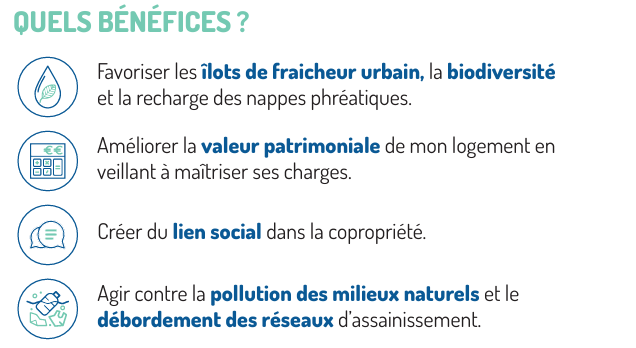 QUELS BÉNÉFICES ?
Favoriser les îlots de fraicheur urbain, la biodiversité
et la recharge des nappes phréatiques.
€€
Améliorer la valeur patrimoniale de mon logement en
veillant à maîtriser ses charges.
Créer du lien social dans la copropriété.
Agir contre la pollution des milieux naturels et le
débordement des réseaux d'assainissement.